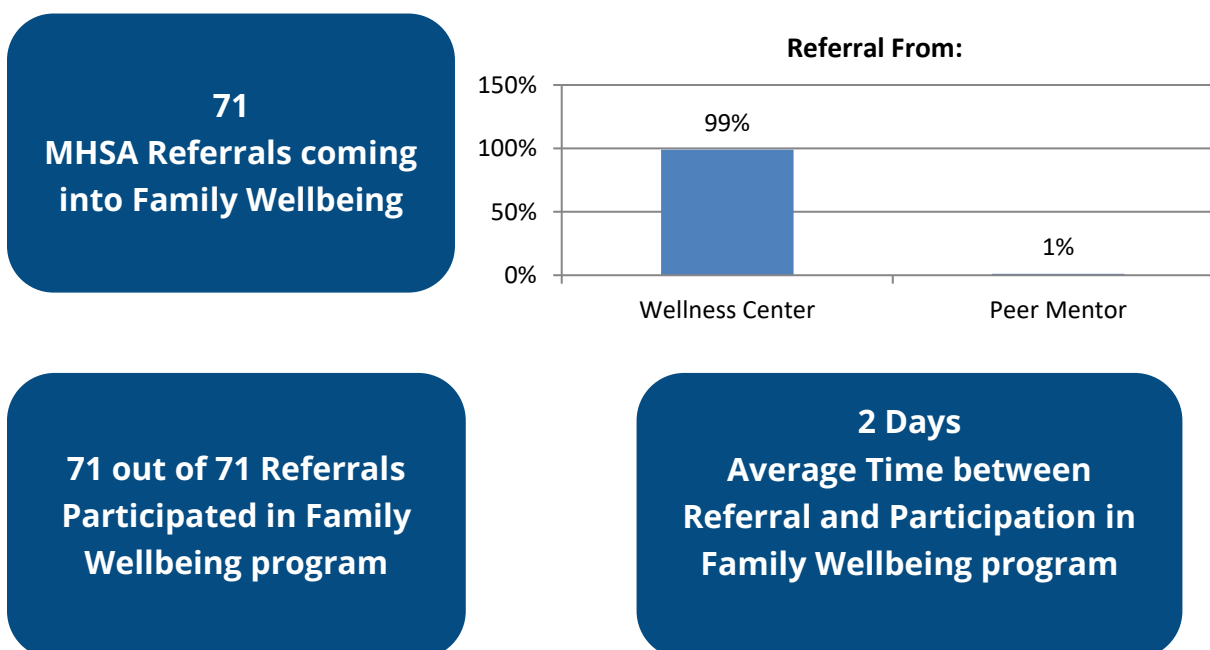 71
MHSA Referrals coming
into Family Wellbeing
Referral From:
150%
100%
50%
0%
99%
1%
Wellness Center
Peer Mentor
71 out of 71 Referrals
Participated in Family
Wellbeing program
2 Days
Average Time between
Referral and Participation in
Family Wellbeing program